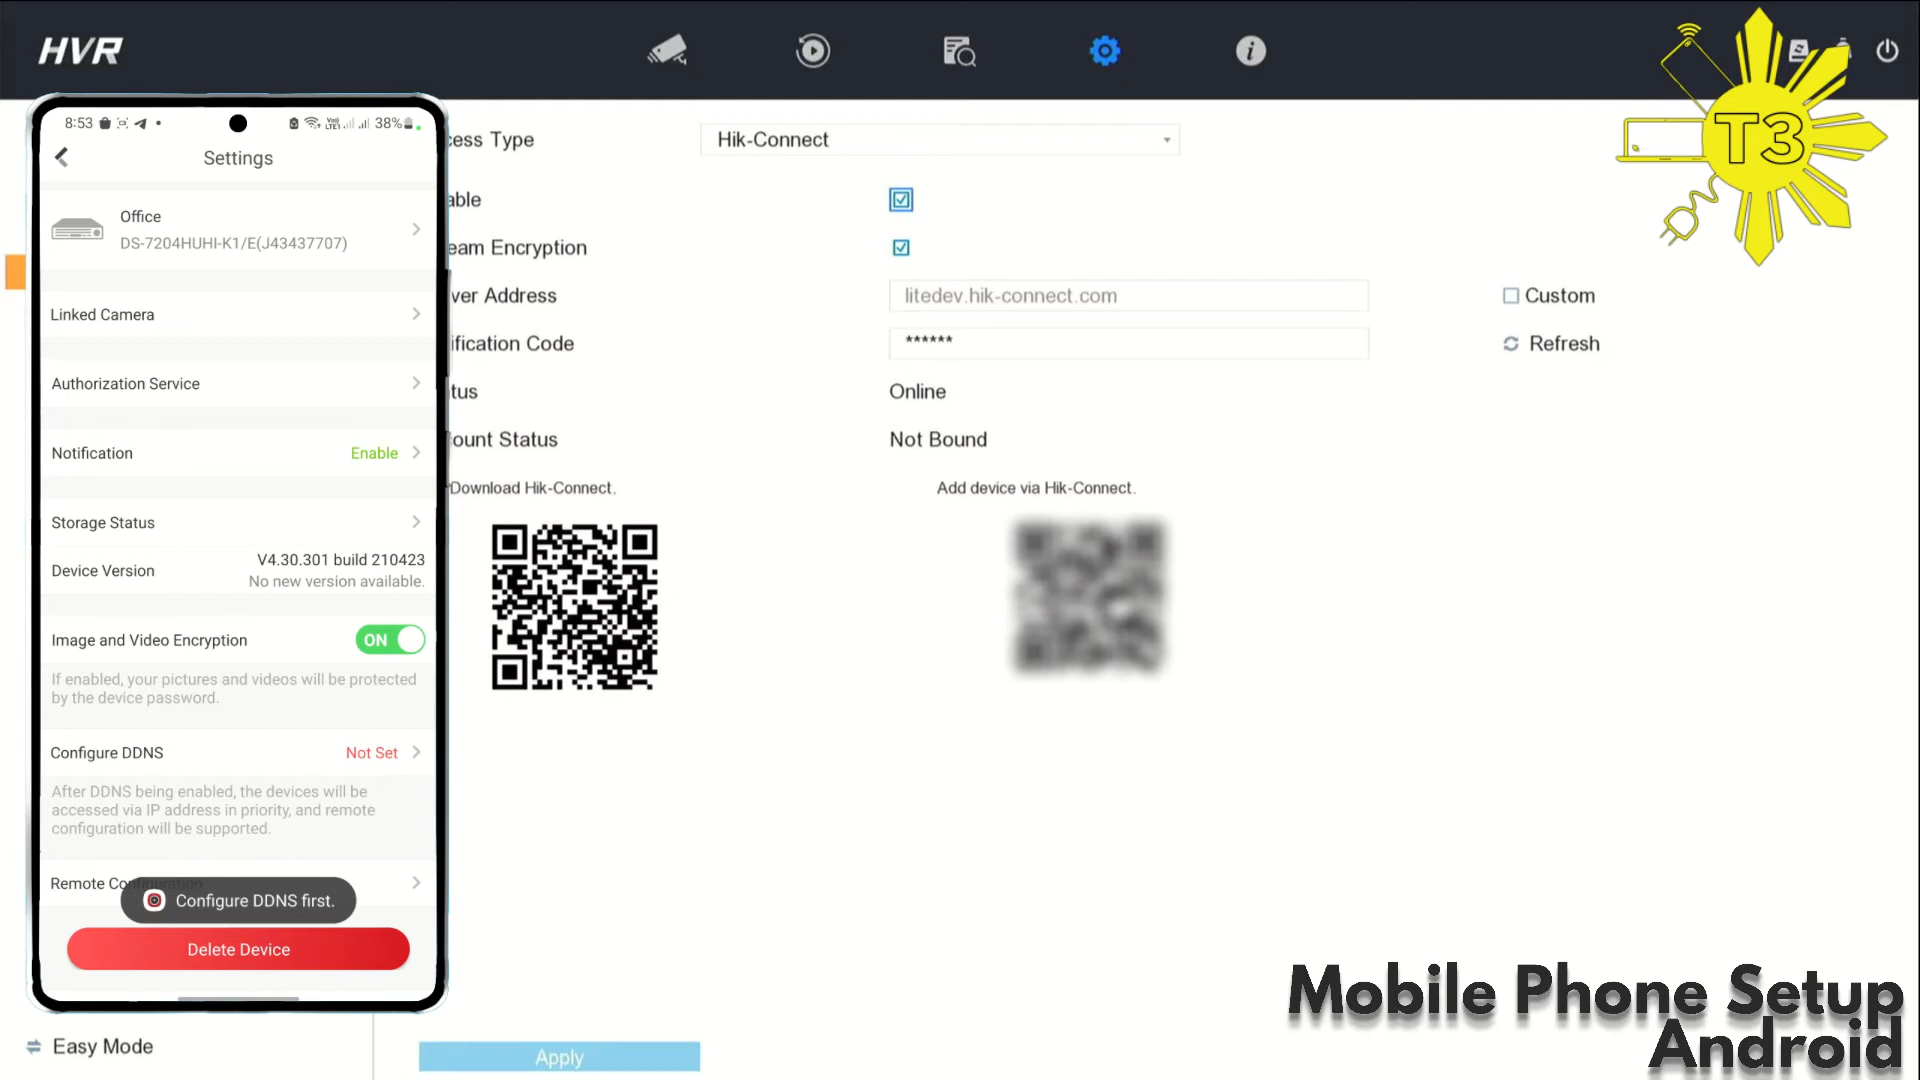 HVR
T3
8:53
VoI)
LTE1
38%
Settings
Office
DS-7204HUHI-K1/E(J43437707)
Linked Camera
Authorization Service
Notification
Enable
Storage Status
Device Version
V4.30.301 build 210423
No new version available.
Image and Video Encryption
ON
If enabled, your pictures and videos will be protected
by the device password.
Configure DDNS
Not Set
After DDNS being enabled, the devices will be
accessed via IP address in priority, and remote
configuration will be supported.
Remote Configuration
Configure DDNS first.
Delete Device
cess Type
Hik-Connect
able
eam Encryption
ver Address
litedev.hik-connect.com
Custom
ification Code
******
Refresh
tus
Online
ount Status
Not Bound
Download Hik-Connect.
Add device via Hik-Connect.
Easy Mode
Apply
Mobile Phone Setup
Android